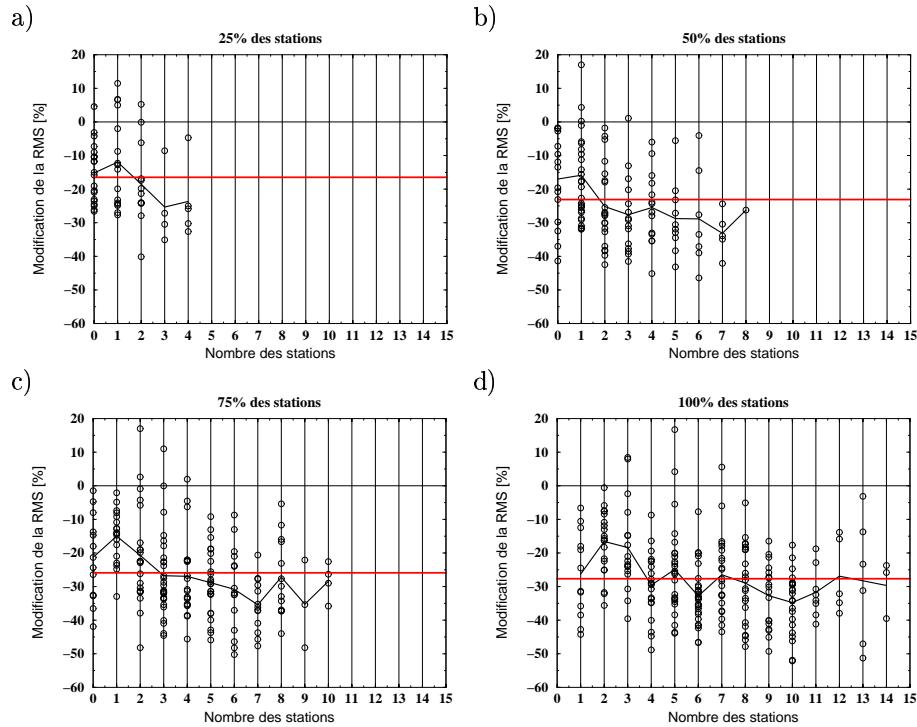 a)
25% des stations
Modification de la RMS [%]
20
10
0
−10
−20
−30
−40
−50
−60
0 1 2 3 4 5 6 7 8 9 10 11 12 13 14 15
Nombre des stations
b)
50% des stations
Modification de la RMS [%]
20
10
0
−10
−20
−30
−40
−50
−60
0 1 2 3 4 5 6 7 8 9 10 11 12 13 14 15
Nombre des stations
c)
75% des stations
Modification de la RMS [%]
20
10
0
−10
−20
−30
−40
−50
−60
0 1 2 3 4 5 6 7 8 9 10 11 12 13 14 15
Nombre des stations
d)
100% des stations
Modification de la RMS [%]
20
10
0
−10
−20
−30
−40
−50
−60
0 1 2 3 4 5 6 7 8 9 10 11 12 13 14 15
Nombre des stations